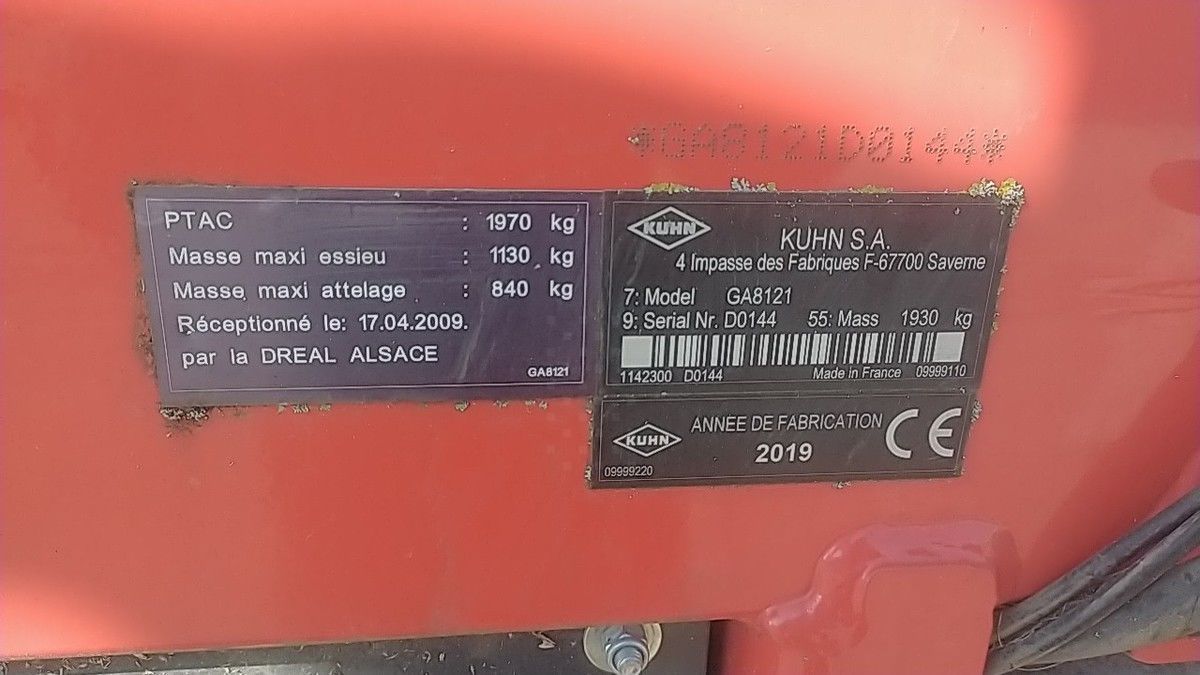 *GA8121D0144*
PTAC : 1970 kg
Masse maxi essieu : 1130 kg
Masse maxi attelage : 840 kg
Réceptionné le: 17.04.2009.
par la DREAL ALSACE
GA8121
KUHN
KUHN S.A.
4 Impasse des Fabriques F-67700 Saverne
7: Model GA8121
9: Serial Nr. D0144 55: Mass 1930 kg
1142300 D0144 Made in France 09999110
KUHN
ANNEE DE FABRICATION
2019
CE
09999220